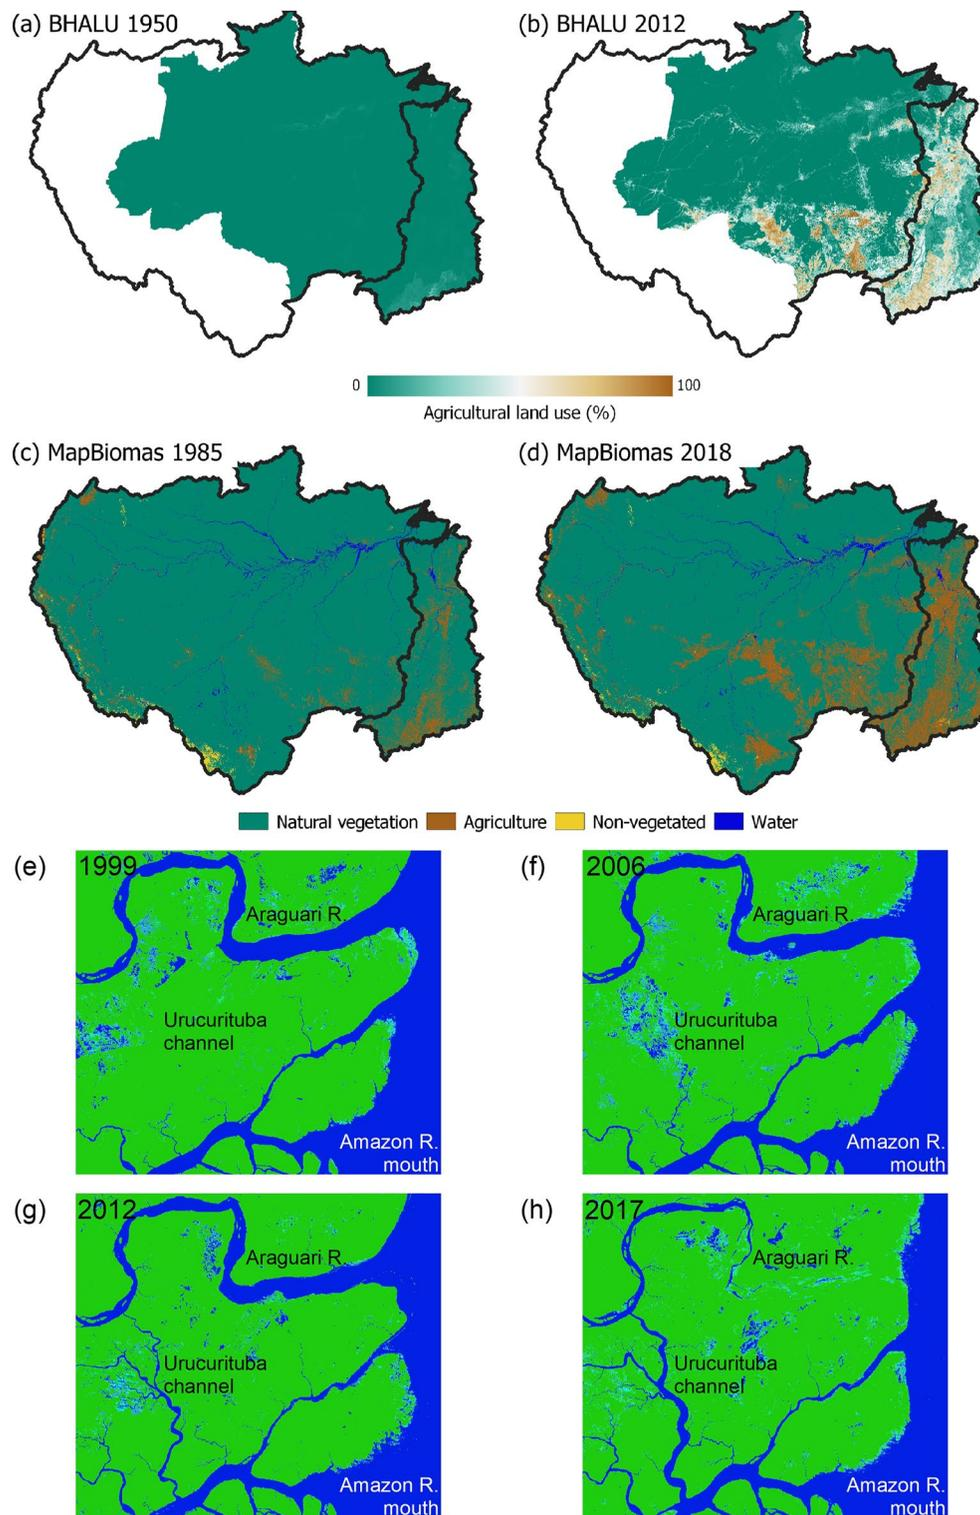 (a) BHALU 1950
(b) BHALU 2012
0
100
Agricultural land use (%)
(c) MapBiomas 1985
(d) MapBiomas 2018
Natural vegetation
Agriculture
Non-vegetated
Water
(e)
1999
Araguari R.
Urucurituba
channel
Amazon R.
mouth
(f)
2006
Araguari R.
Urucurituba
channel
Amazon R.
mouth
(g)
2012
Araguari R.
Urucurituba
channel
Amazon R.
mouth
(h)
2017
Araguari R.
Urucurituba
channel
Amazon R.
mouth